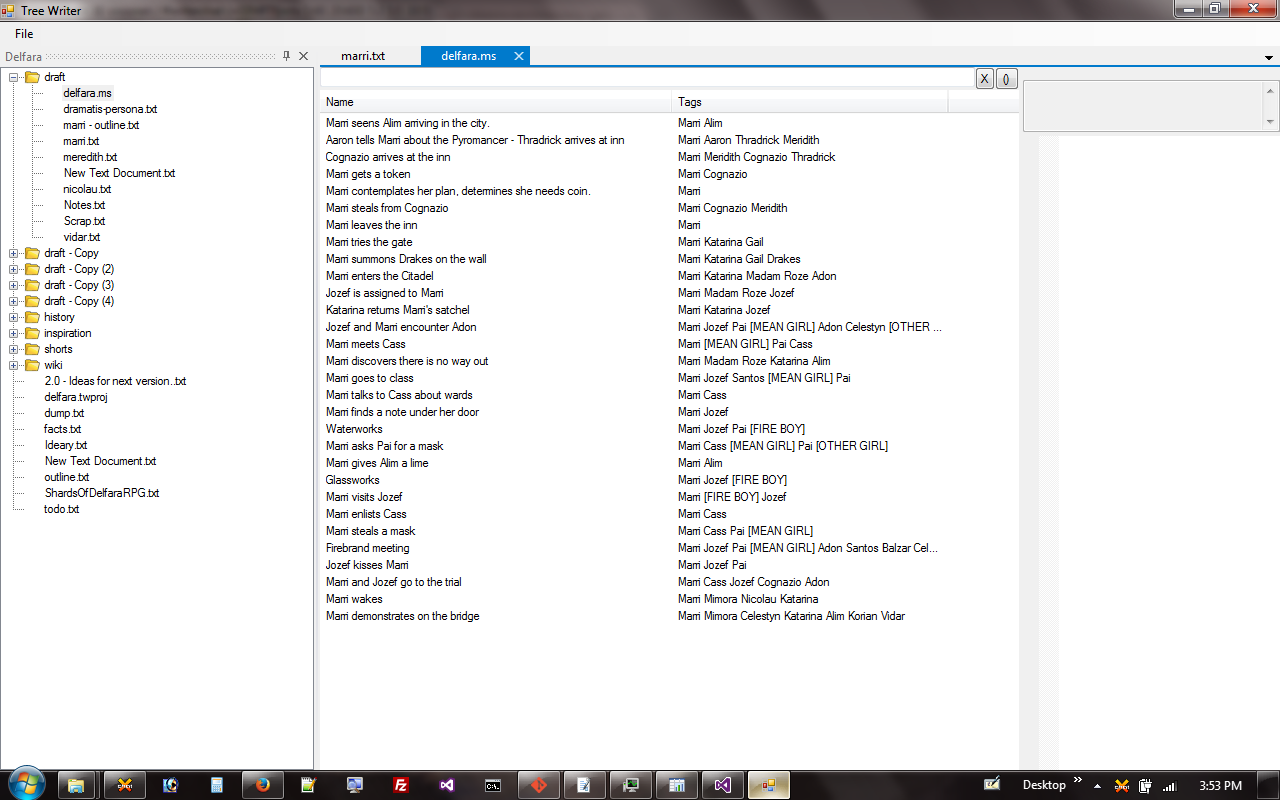 Tree Writer
File
Delfara
marri.txt
delfara.ms
draft
delfara.ms
dramatis-persona.txt
marri - outline.txt
marri.txt
meredith.txt
New Text Document.txt
nicolau.txt
Notes.txt
Scrap.txt
vidar.txt
draft - Copy
draft - Copy (2)
draft - Copy (3)
draft - Copy (4)
history
inspiration
shorts
wiki
2.0 - Ideas for next version..txt
delfara.twproj
dump.txt
facts.txt
Ideary.txt
New Text Document.txt
outline.txt
ShardsOfDelfaraRPG.txt
todo.txt
X ()
Name Tags
Marri seens Alim arriving in the city. Marri Alim
Aaron tells Marri about the Pyromancer - Thradrick arrives at inn Marri Aaron Thradrick Meridith
Cognazio arrives at the inn Marri Meridith Cognazio Thradrick
Marri gets a token Marri Cognazio
Marri contemplates her plan, determines she needs coin. Marri
Marri steals from Cognazio Marri Cognazio Meridith
Marri leaves the inn Marri
Marri tries the gate Marri Katarina Gail
Marri summons Drakes on the wall Marri Katarina Gail Drakes
Marri enters the Citadel Marri Katarina Madam Roze Adon
Jozef is assigned to Marri Marri Madam Roze Jozef
Katarina returns Marri's satchel Marri Katarina Jozef
Jozef and Marri encounter Adon Marri Jozef Pai [MEAN GIRL] Adon Celestyn [OTHER ...
Marri meets Cass Marri [MEAN GIRL] Pai Cass
Marri discovers there is no way out Marri Madam Roze Katarina Alim
Marri goes to class Marri Jozef Santos [MEAN GIRL] Pai
Marri talks to Cass about wards Marri Cass
Marri finds a note under her door Marri Jozef
Waterworks Marri Jozef Pai [FIRE BOY]
Marri asks Pai for a mask Marri Cass [MEAN GIRL] Pai [OTHER GIRL]
Marri gives Alim a lime Marri Alim
Glassworks Marri Jozef [FIRE BOY]
Marri visits Jozef Marri [FIRE BOY] Jozef
Marri enlists Cass Marri Cass
Marri steals a mask Marri Cass Pai [MEAN GIRL]
Firebrand meeting Marri Jozef Pai [MEAN GIRL] Adon Santos Balzar Cel...
Jozef kisses Marri Marri Jozef Pai
Marri and Jozef go to the trial Marri Cass Jozef Cognazio Adon
Marri wakes Marri Mimora Nicolau Katarina
Marri demonstrates on the bridge Marri Mimora Celestyn Katarina Alim Korian Vidar
Desktop
3:53 PM